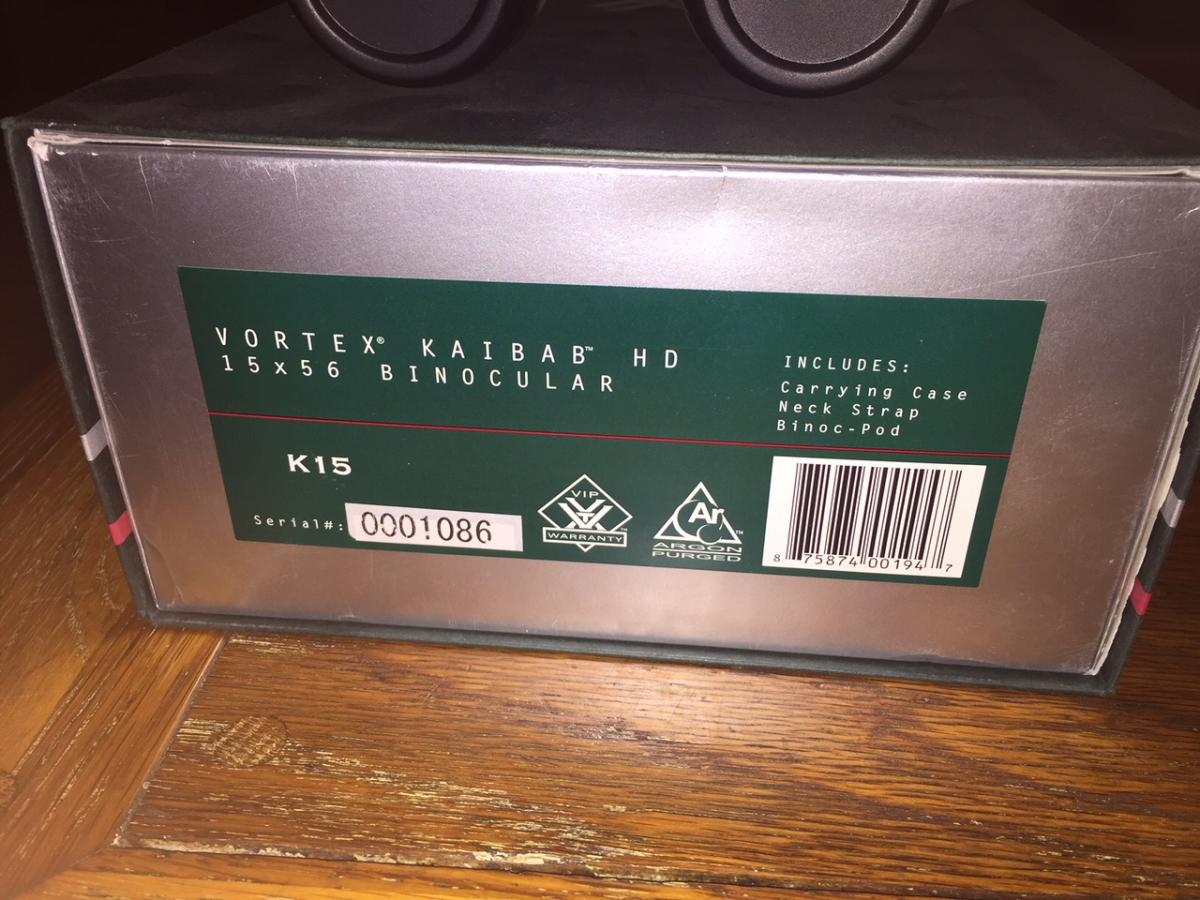 VORTEX® KAIBAB™ HD
15x56 BINOCULAR
INCLUDES:
Carrying Case
Neck Strap
Binoc-Pod
K15
Serial#: 0001086
VIP
WARRANTY
Ar™
ARGON
PURGED
8 75874 00194 7